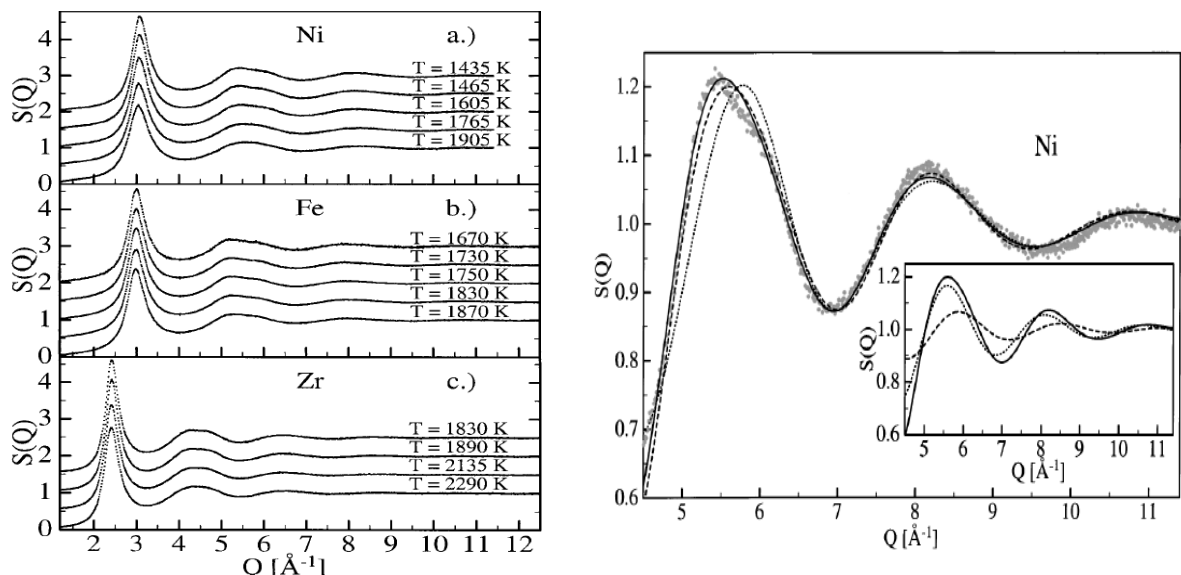 Ni a.)
S(Q)
4
3
2
1
0
T = 1435 K
T = 1465 K
T = 1605 K
T = 1765 K
T = 1905 K
Fe b.)
S(Q)
4
3
2
1
0
T = 1670 K
T = 1730 K
T = 1750 K
T = 1830 K
T = 1870 K
Zr c.)
S(Q)
4
3
2
1
0
T = 1830 K
T = 1890 K
T = 2135 K
T = 2290 K
2 3 4 5 6 7 8 9 10 11 12
Q [Å-1]
Ni
S(Q)
1.2
1.1
1.0
0.9
0.8
0.7
0.6
5 6 7 8 9 10 11
Q [Å-1]
S(Q)
1.2
1.0
0.8
0.6
5 6 7 8 9 10 11
Q [Å-1]